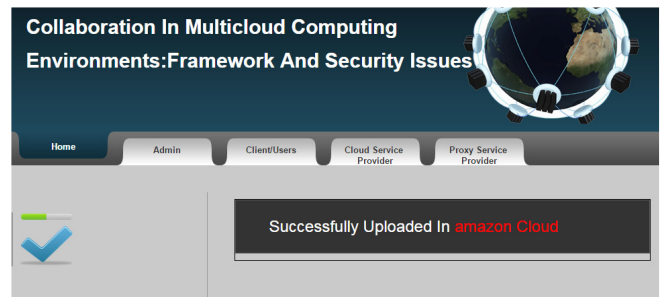 Collaboration In Multicloud Computing
Environments:Framework And Security Issues
Home
Admin
Client/Users
Cloud Service
Provider
Proxy Service
Provider
Successfully Uploaded In amazon Cloud